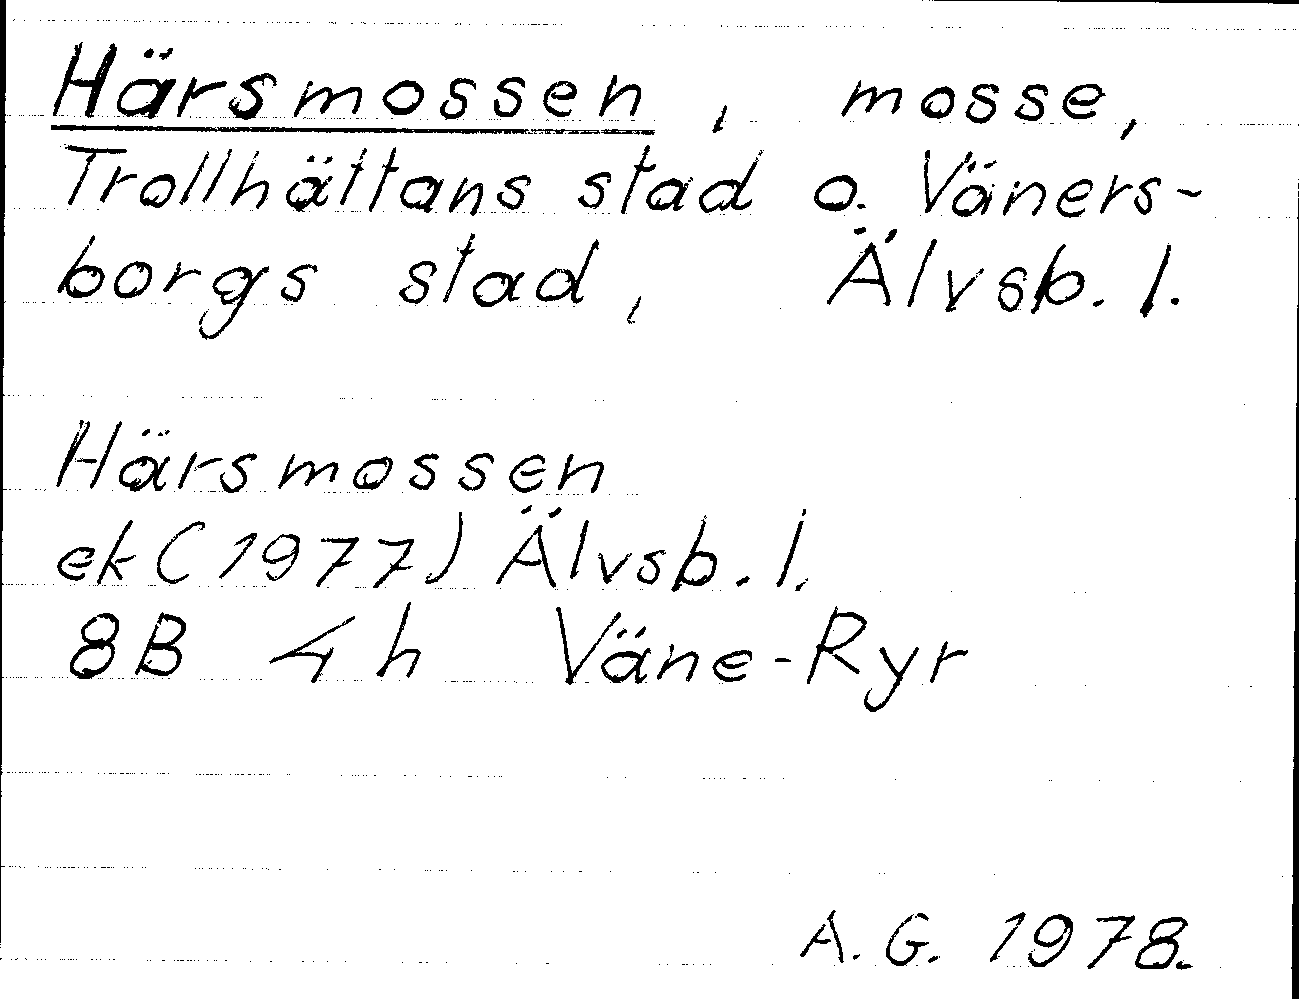 Härsmossen, mosse,
Trollhättans stad o. Väners-
borgs stad, Älvsb. l.
Härsmossen
ek (1977) Älvsb. l.
8B 4h Väne-Ryr
A. G. 1978.